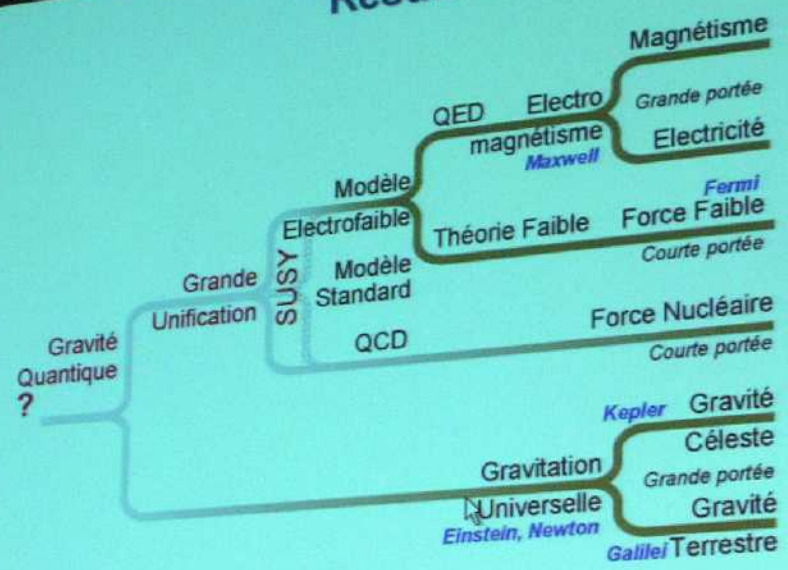 Magnétisme
Grande portée
QED
Electro
magnétisme
Maxwell
Electricité
Fermi
Modèle
Electrofaible
Théorie Faible
Force Faible
Courte portée
SUSY
Modèle
Standard
Grande
Unification
QCD
Force Nucléaire
Courte portée
Gravité
Quantique
?
Kepler
Gravité
Céleste
Gravitation
Universelle
Einstein, Newton
Grande portée
Gravité
Galilei Terrestre